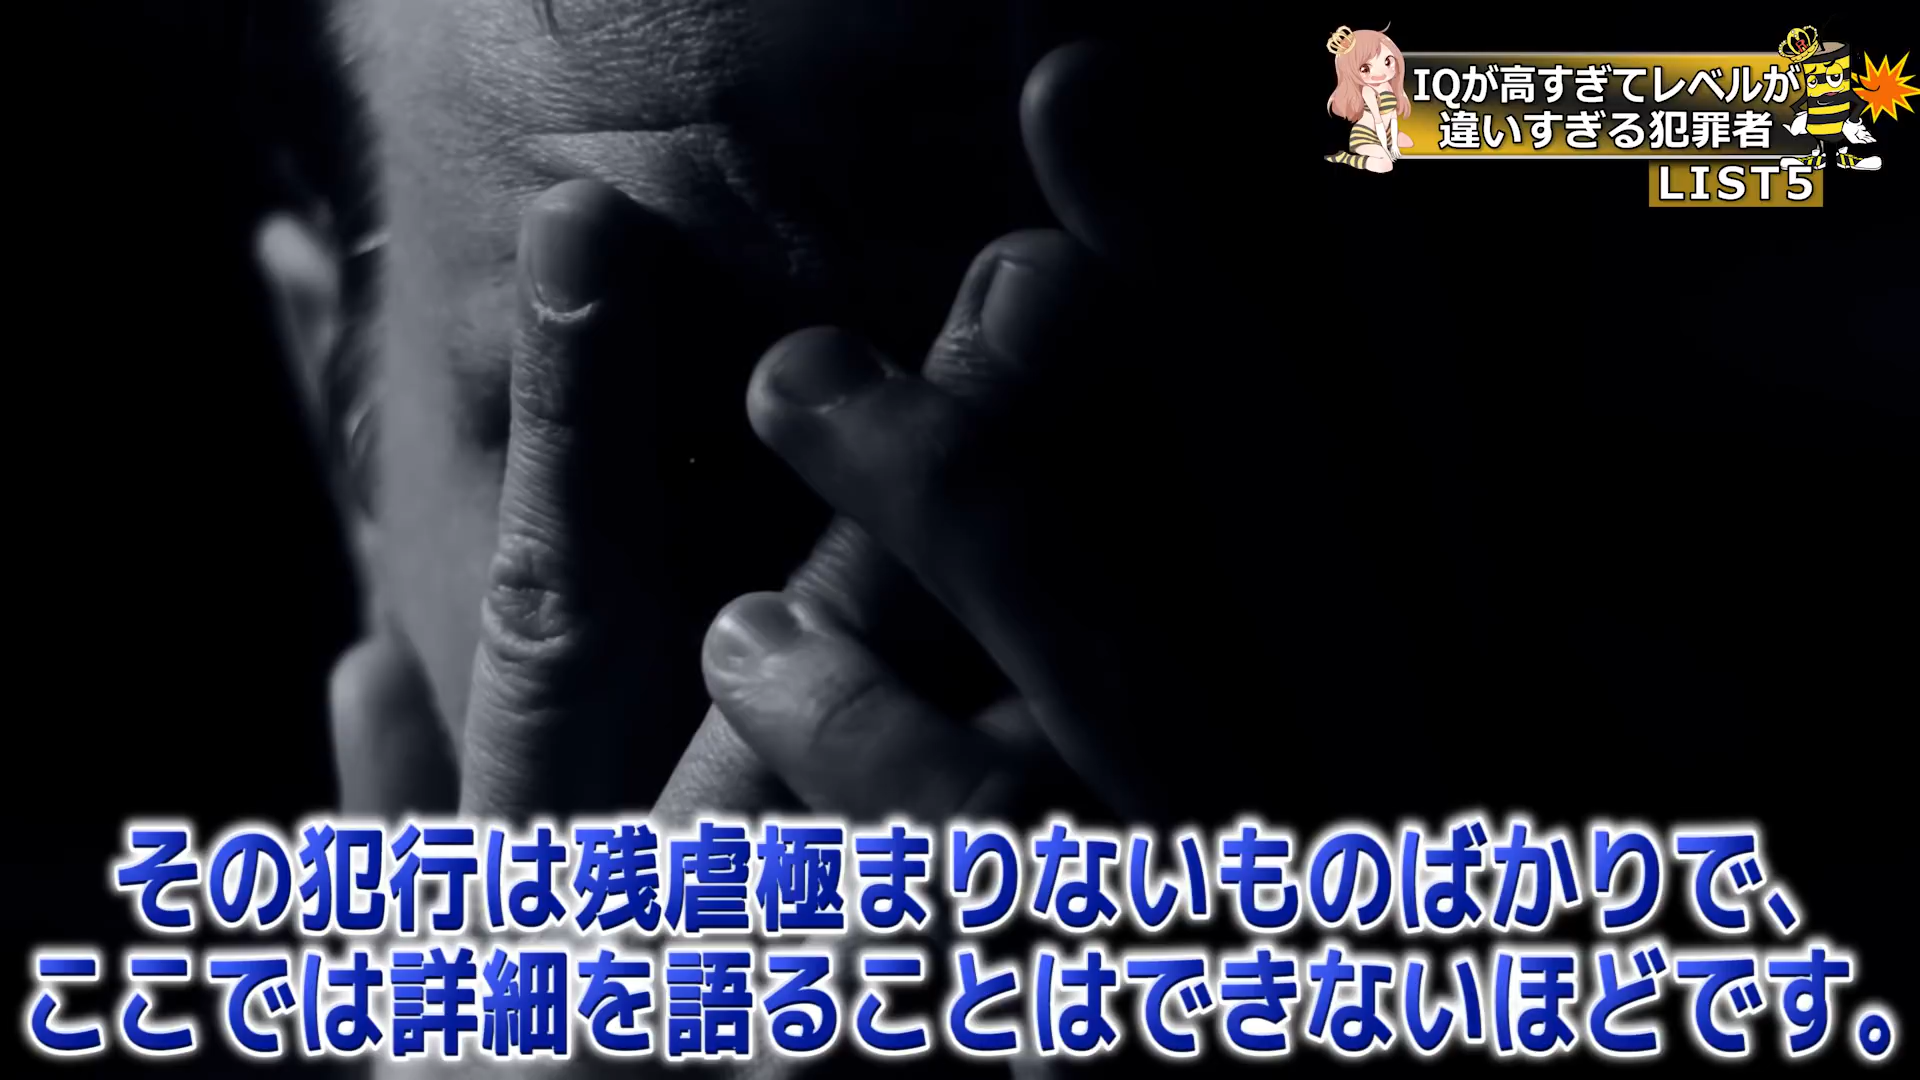 IQが高すぎてレベルが
違いすぎる犯罪者
LIST5
その犯行は残虐極まりないものばかりで、
ここでは詳細を語ることはできないほどです。